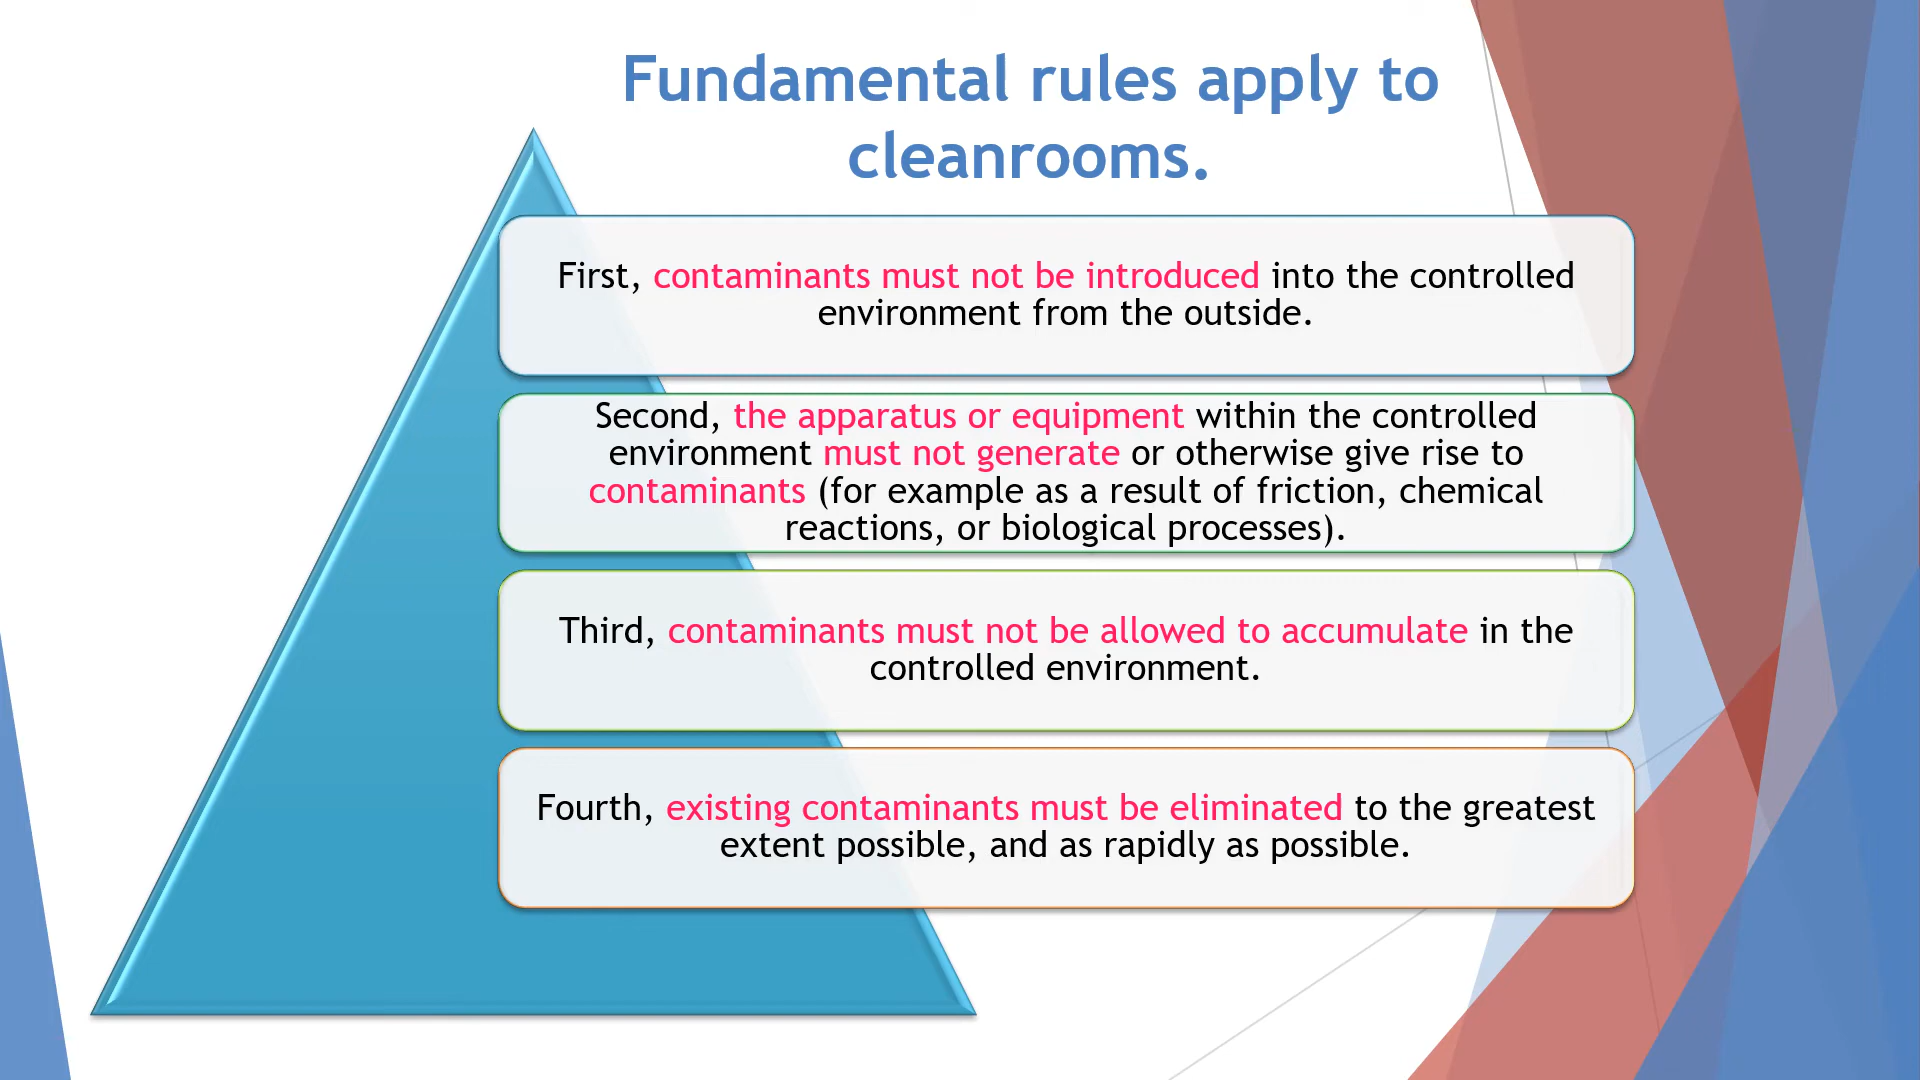 Fundamental rules apply to
cleanrooms.
First, contaminants must not be introduced into the controlled
environment from the outside.
Second, the apparatus or equipment within the controlled
environment must not generate or otherwise give rise to
contaminants (for example as a result of friction, chemical
reactions, or biological processes).
Third, contaminants must not be allowed to accumulate in the
controlled environment.
Fourth, existing contaminants must be eliminated to the greatest
extent possible, and as rapidly as possible.